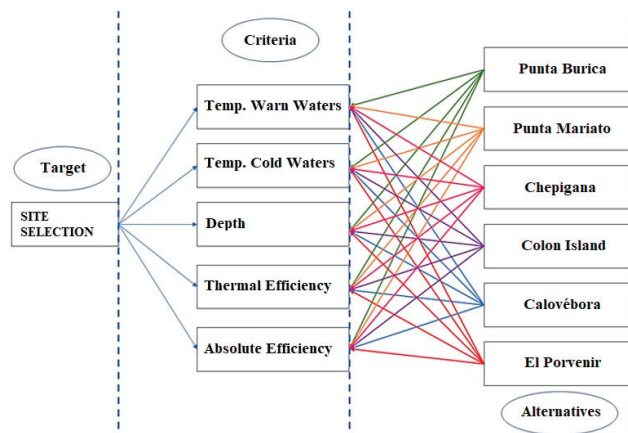 Criteria
Target
SITE
SELECTION
Temp. Warn Waters
Temp. Cold Waters
Depth
Thermal Efficiency
Absolute Efficiency
Punta Burica
Punta Mariato
Chepigana
Colon Island
Calovébora
El Porvenir
Alternatives